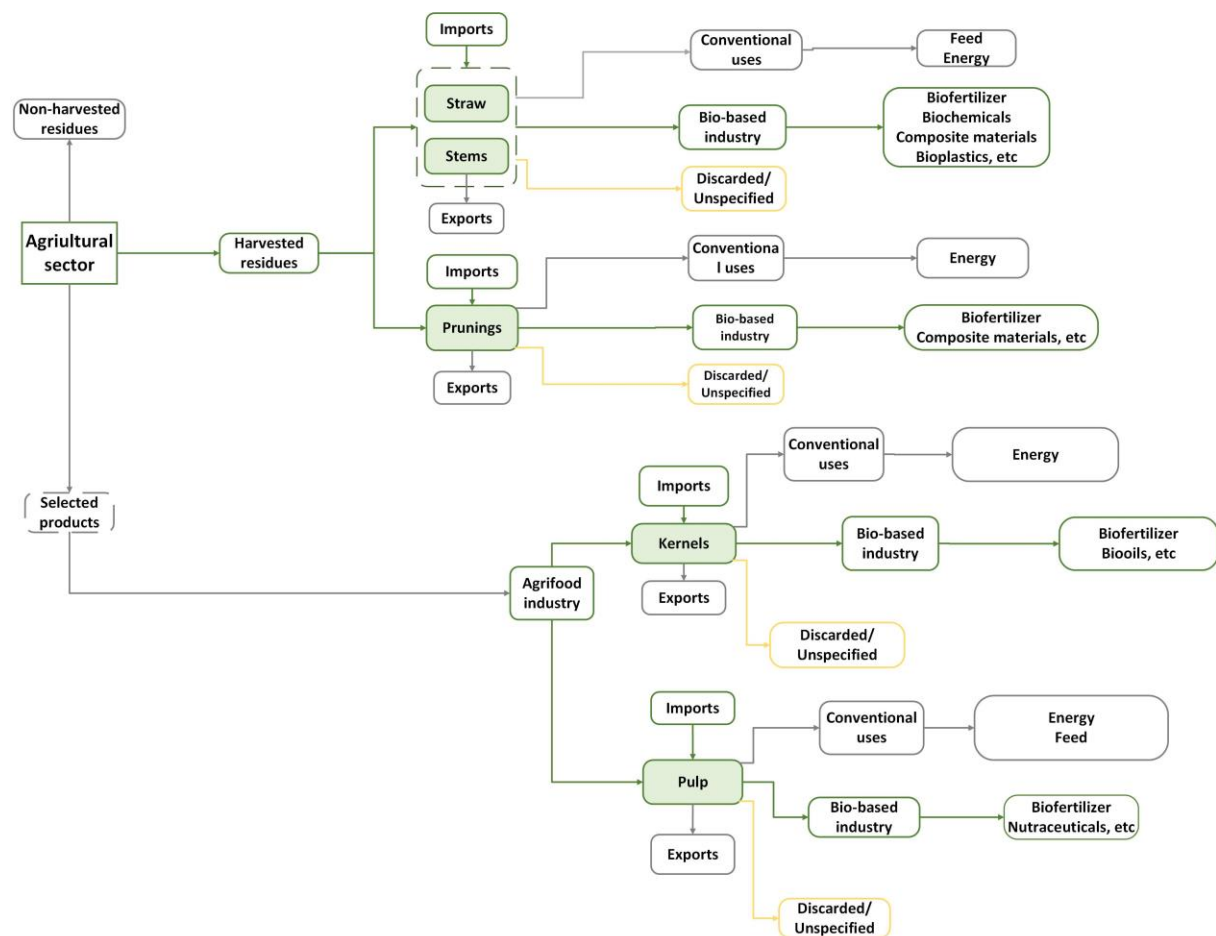 Imports
Conventional
uses
Feed
Energy
Non-harvested
residues
Straw
Bio-based
industry
Biofertilizer
Biochemicals
Composite materials
Bioplastics, etc
Stems
Discarded/
Unspecified
Exports
Agriultural
sector
Harvested
residues
Imports
Conventiona
l uses
Energy
Prunings
Bio-based
industry
Biofertilizer
Composite materials, etc
Exports
Discarded/
Unspecified
Selected
products
Imports
Conventional
uses
Energy
Kernels
Bio-based
industry
Biofertilizer
Biooils, etc
Agrifood
industry
Exports
Discarded/
Unspecified
Imports
Conventional
uses
Energy
Feed
Pulp
Bio-based
industry
Biofertilizer
Nutraceuticals, etc
Exports
Discarded/
Unspecified